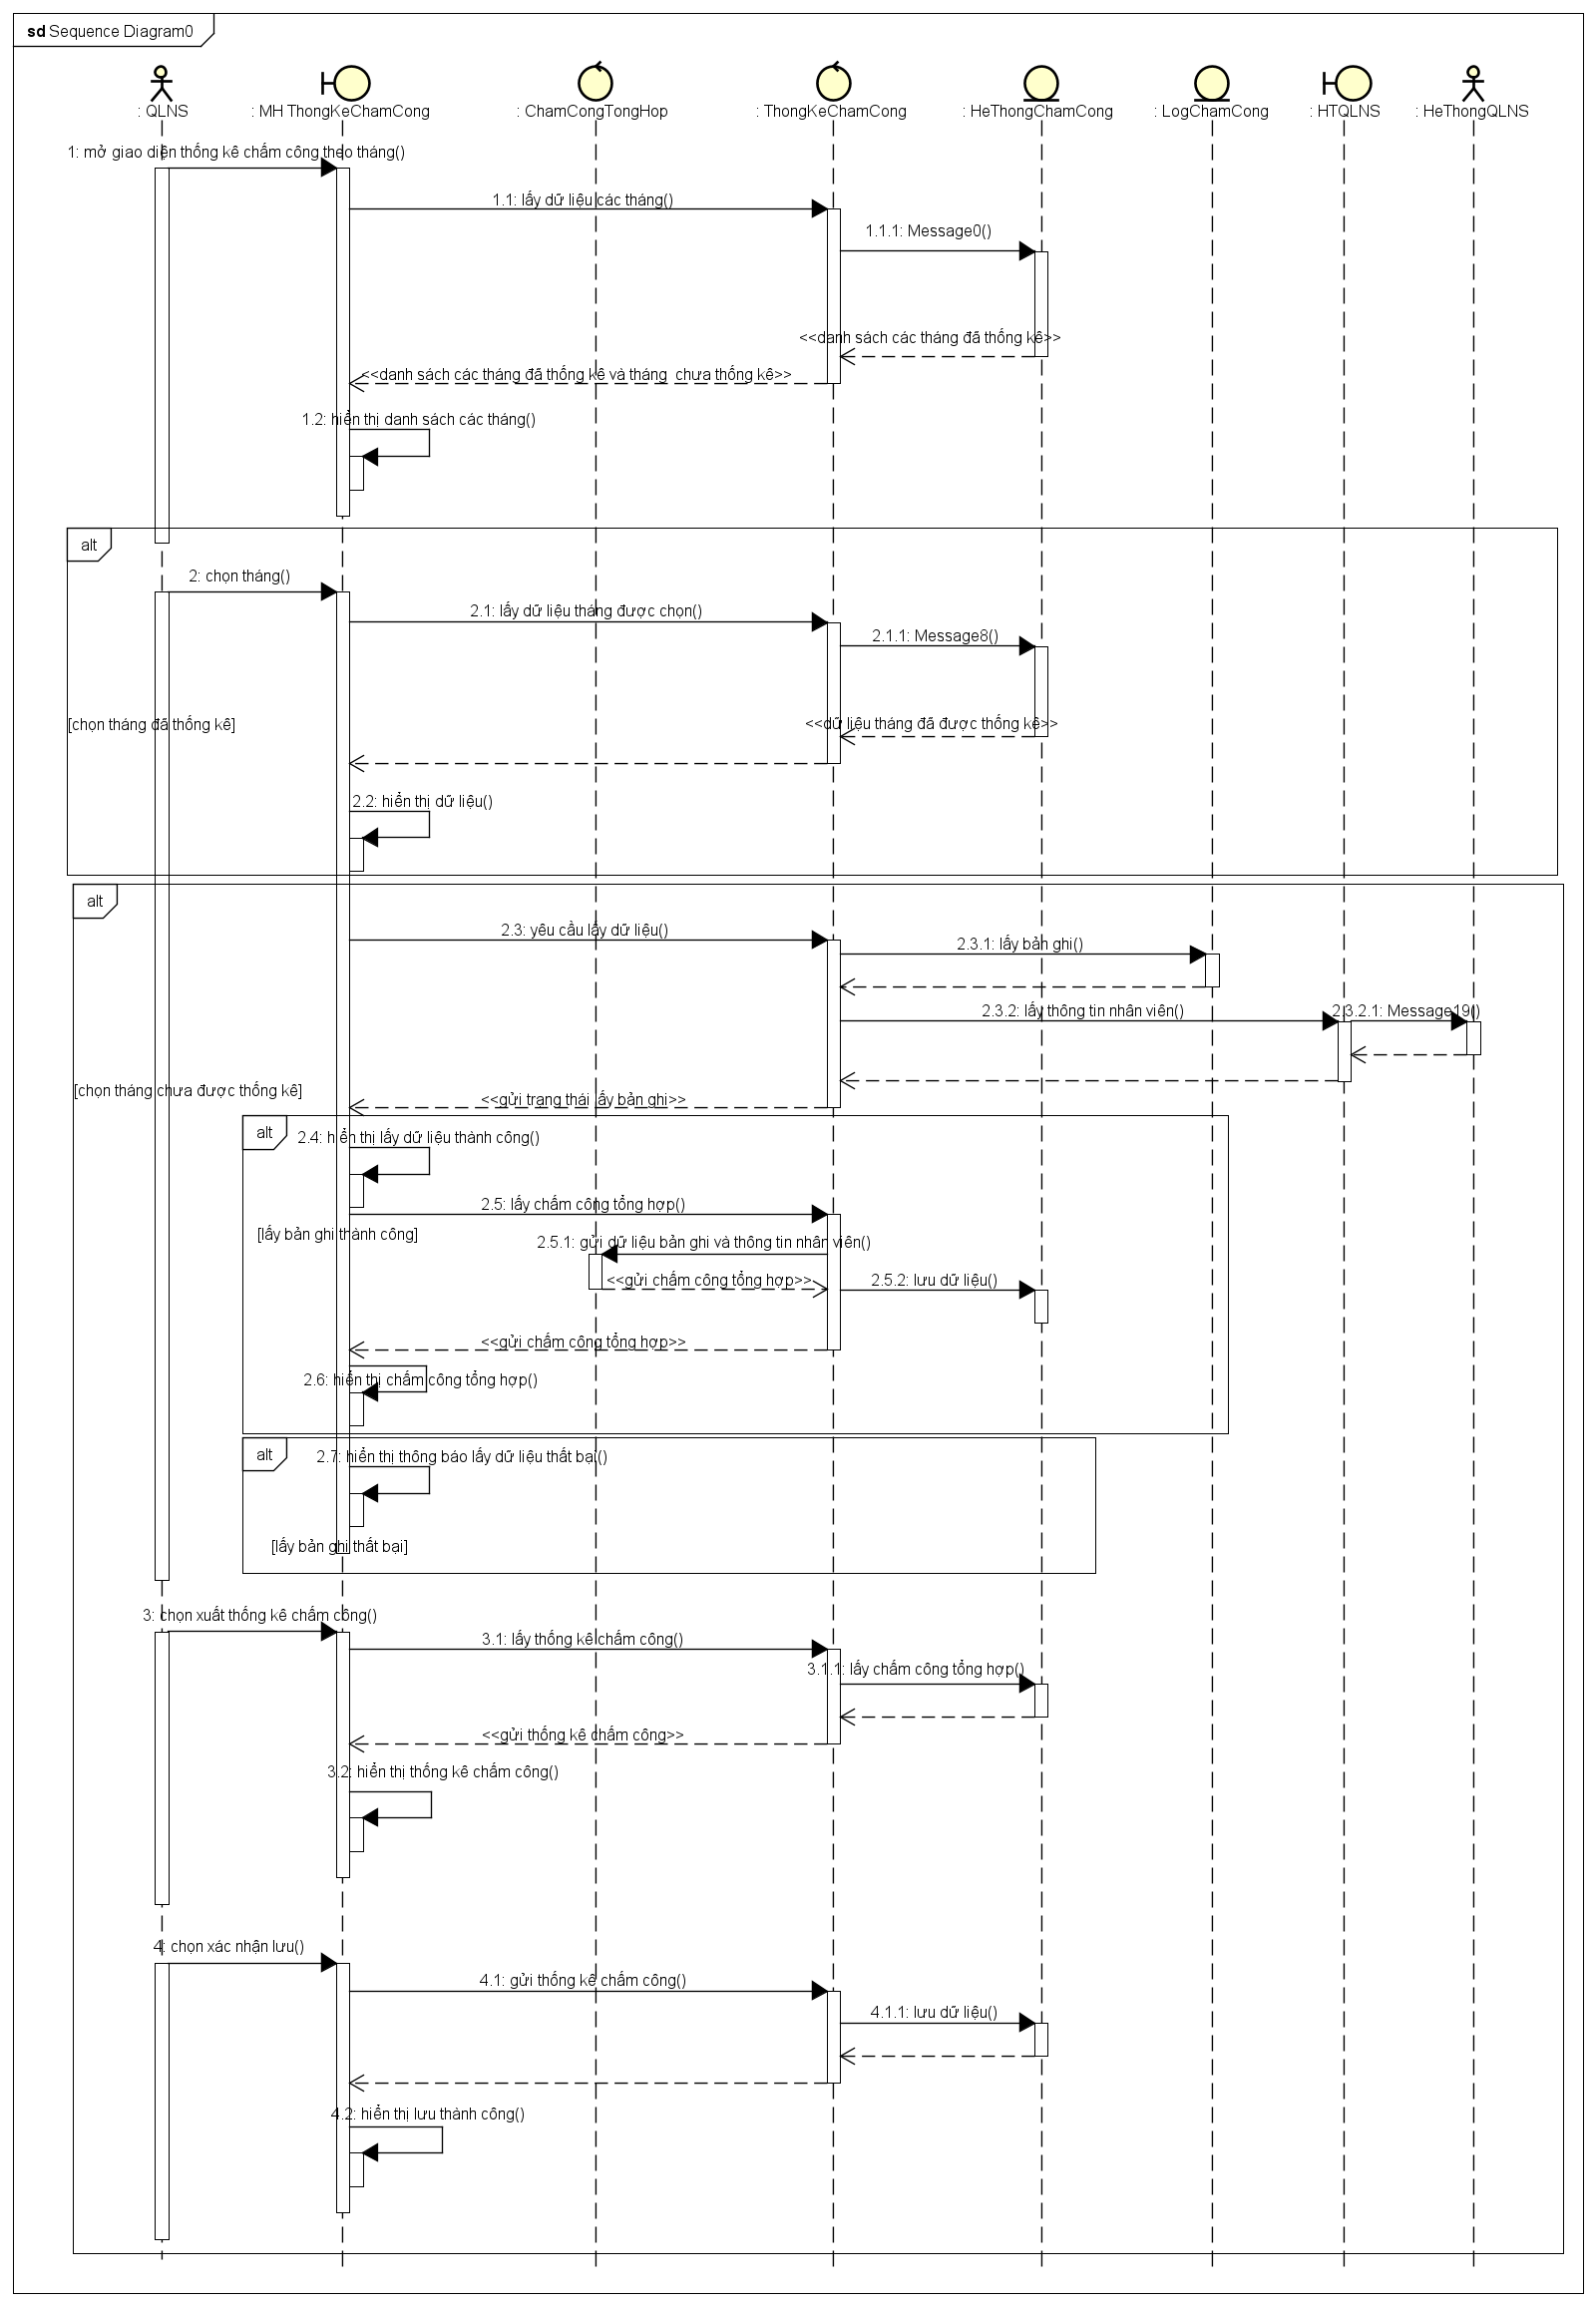 sd Sequence Diagram0
: QLNS
: MH ThongKeChamCong
: ChamCongTongHop
: ThongKeChamCong
: HeThongChamCong
: LogChamCong
: HTQLNS
: HeThongQLNS
1: mở giao diện thống kê chấm công theo tháng()
1.1: lấy dữ liệu các tháng()
1.1.1: Message0()
<<danh sách các tháng đã thống kê>>
<<danh sách các tháng đã thống kê và tháng chưa thống kê>>
1.2: hiển thị danh sách các tháng()
alt
2: chọn tháng()
2.1: lấy dữ liệu tháng được chọn()
2.1.1: Message8()
[chọn tháng đã thống kê]
<<dữ liệu tháng đã được thống kê>>
2.2: hiển thị dữ liệu()
alt
2.3: yêu cầu lấy dữ liệu()
2.3.1: lấy bản ghi()
2.3.2: lấy thông tin nhân viên()
2.3.2.1: Message19()
[chọn tháng chưa được thống kê]
<<gửi trạng thái lấy bản ghi>>
alt
2.4: hiển thị lấy dữ liệu thành công()
2.5: lấy chấm công tổng hợp()
[lấy bản ghi thành công]
2.5.1: gửi dữ liệu bản ghi và thông tin nhân viên()
<<gửi chấm công tổng hợp>>
2.5.2: lưu dữ liệu()
<<gửi chấm công tổng hợp>>
2.6: hiển thị chấm công tổng hợp()
alt
2.7: hiển thị thông báo lấy dữ liệu thất bại()
[lấy bản ghi thất bại]
3: chọn xuất thống kê chấm công()
3.1: lấy thống kê chấm công()
3.1.1: lấy chấm công tổng hợp()
<<gửi thống kê chấm công>>
3.2: hiển thị thống kê chấm công()
4: chọn xác nhận lưu()
4.1: gửi thống kê chấm công()
4.1.1: lưu dữ liệu()
4.2: hiển thị lưu thành công()